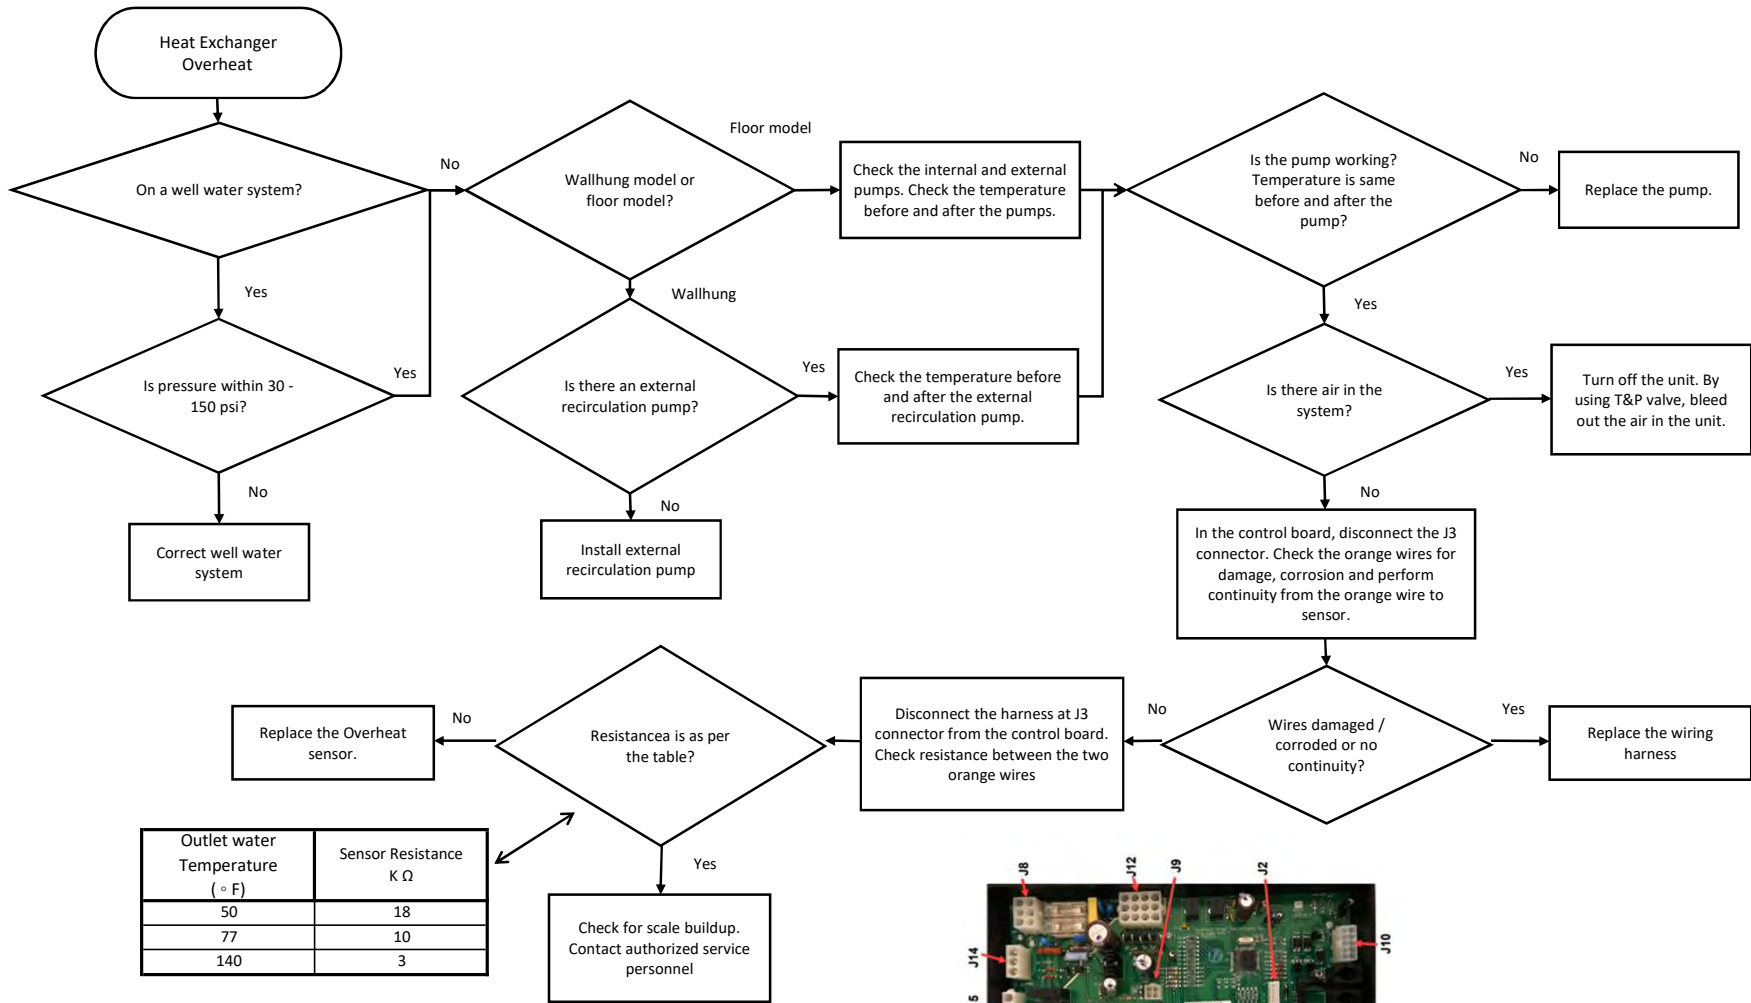 Heat Exchanger
Overheat
On a well water system?
No
Yes
Is pressure within 30 -
150 psi?
Yes
No
Correct well water
system
Wallhung model or
floor model?
Floor model
Wallhung
Check the internal and external
pumps. Check the temperature
before and after the pumps.
Is there an external
recirculation pump?
Yes
No
Check the temperature before
and after the external
recirculation pump.
Install external
recirculation pump
Is the pump working?
Temperature is same
before and after the
pump?
No
Replace the pump.
Yes
Is there air in the
system?
Yes
Turn off the unit. By
using T&P valve, bleed
out the air in the unit.
No
In the control board, disconnect the J3
connector. Check the orange wires for
damage, corrosion and perform
continuity from the orange wire to
sensor.
Wires damaged /
corroded or no
continuity?
Yes
Replace the wiring
harness
No
Disconnect the harness at J3
connector from the control board.
Check resistance between the two
orange wires
Resistancea is as per
the table?
No
Replace the Overheat
sensor.
Yes
Check for scale buildup.
Contact authorized service
personnel
Outlet water
Temperature
( ◦ F)
Sensor Resistance
K Ω
50 18
77 10
140 3
J8
J12
J9
J2
J10
J14
5